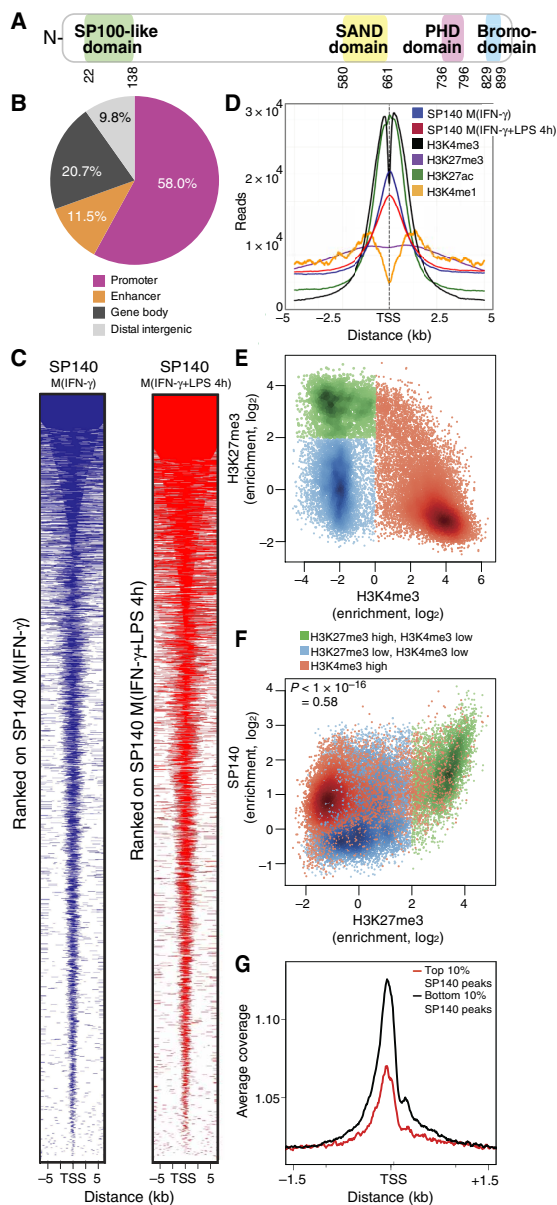 A
N-
SP100-like
domain
SAND
domain
PHD
domain
Bromo-
domain
22
138
580
661
736
796
829
899
B
9.8%
20.7%
58.0%
11.5%
Promoter
Enhancer
Gene body
Distal intergenic
C
SP140
M(IFN-γ)
SP140
M(IFN-γ+LPS 4h)
Ranked on SP140 M(IFN-γ)
Ranked on SP140 M(IFN-γ+LPS 4h)
−5 TSS 5
−5 TSS 5
Distance (kb)
D
3 × 10⁴
2 × 10⁴
1 × 10⁴
0
Reads
SP140 M(IFN-γ)
SP140 M(IFN-γ+LPS 4h)
H3K4me3
H3K27me3
H3K27ac
H3K4me1
−5 −2.5 TSS 2.5 5
Distance (kb)
E
H3K27me3
(enrichment, log₂)
4
2
0
−2
−4 −2 0 2 4 6
H3K4me3
(enrichment, log₂)
F
H3K27me3 high, H3K4me3 low
H3K27me3 low, H3K4me3 low
H3K4me3 high
P < 1 × 10⁻¹⁶
= 0.58
SP140
(enrichment, log₂)
4
3
2
1
0
−1
−2 0 2 4
H3K27me3
(enrichment, log₂)
G
Top 10%
SP140 peaks
Bottom 10%
SP140 peaks
Average coverage
1.10
1.05
−1.5 TSS +1.5
Distance (kb)